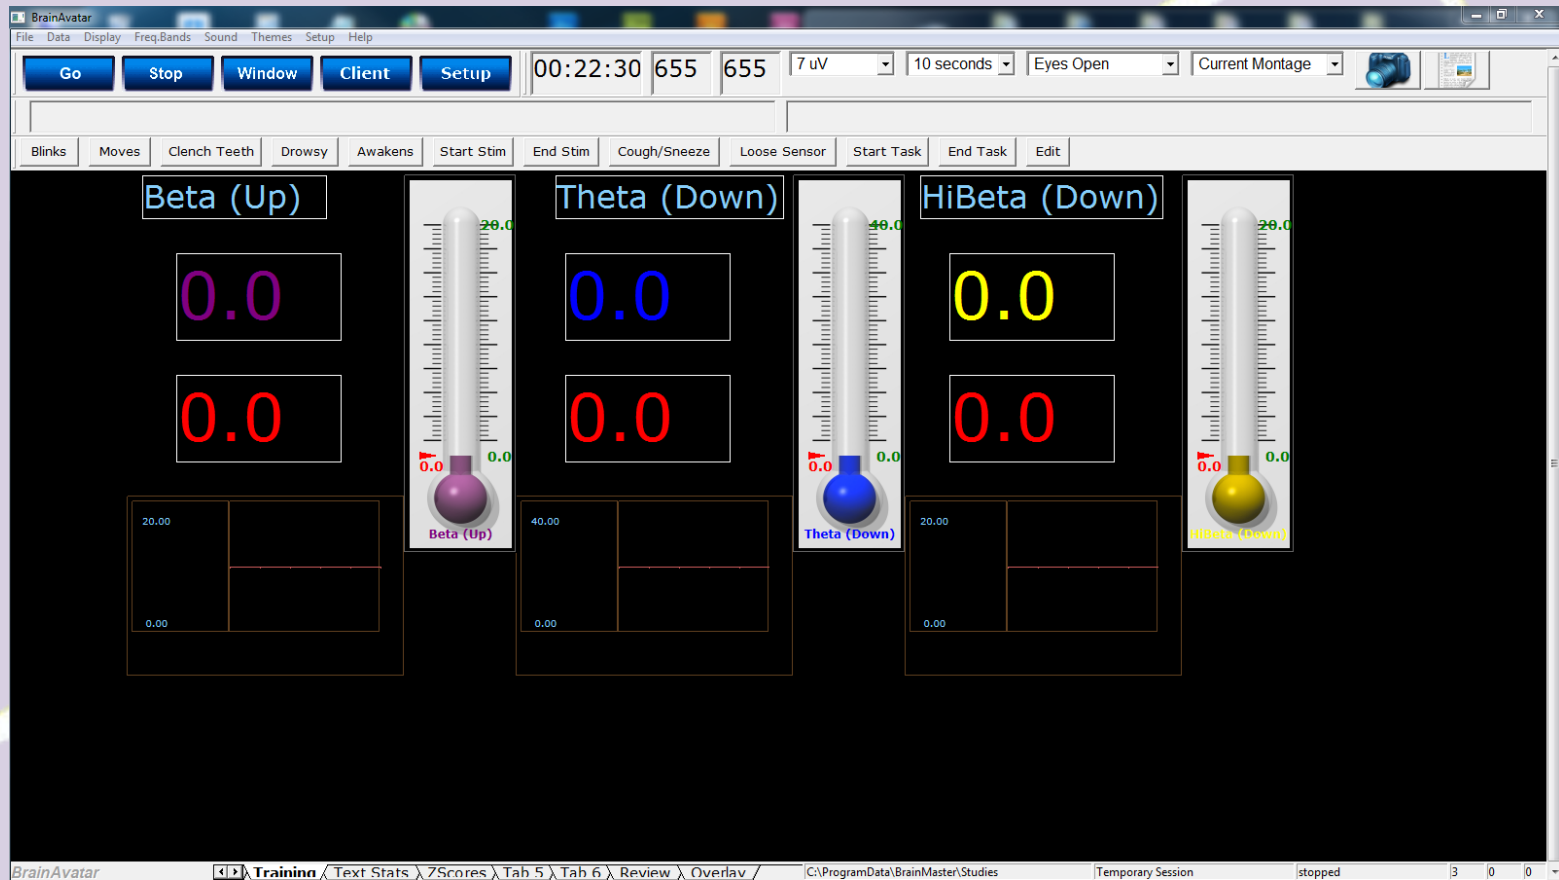 BrainAvatar
File Data Display Freq.Bands Sound Themes Setup Help
Go Stop Window Client Setup 00:22:30 655 655 7 uV 10 seconds Eyes Open Current Montage
Blinks Moves Clench Teeth Drowsy Awakens Start Stim End Stim Cough/Sneeze Loose Sensor Start Task End Task Edit
Beta (Up) Theta (Down) HiBeta (Down)
20.0 40.0 20.0
0.0 0.0 0.0
0.0 0.0 0.0
0.0 0.0 0.0
0.0 0.0 0.0
20.00 40.00 20.00
Beta (Up) Theta (Down) HiBeta (Down)
0.00 0.00 0.00
BrainAvatar Training Text Stats ZScores Tab 5 Tab 6 Review Overlay C:\ProgramData\BrainMaster\Studies Temporary Session stopped 3 0 0